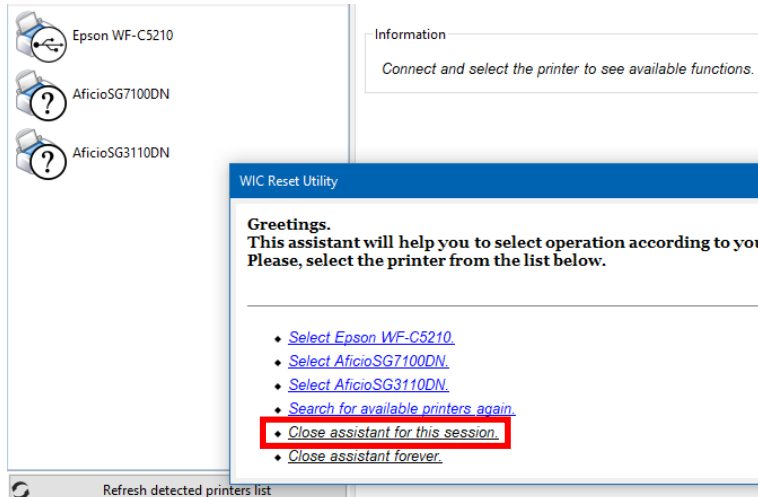 Epson WF-C5210
AficioSG7100DN
AficioSG3110DN
Information
Connect and select the printer to see available functions.
WIC Reset Utility
Greetings.
This assistant will help you to select operation according to
Please, select the printer from the list below.
Select Epson WF-C5210.
Select AficioSG7100DN.
Select AficioSG3110DN.
Search for available printers again.
Close assistant for this session.
Close assistant forever.
Refresh detected printers list